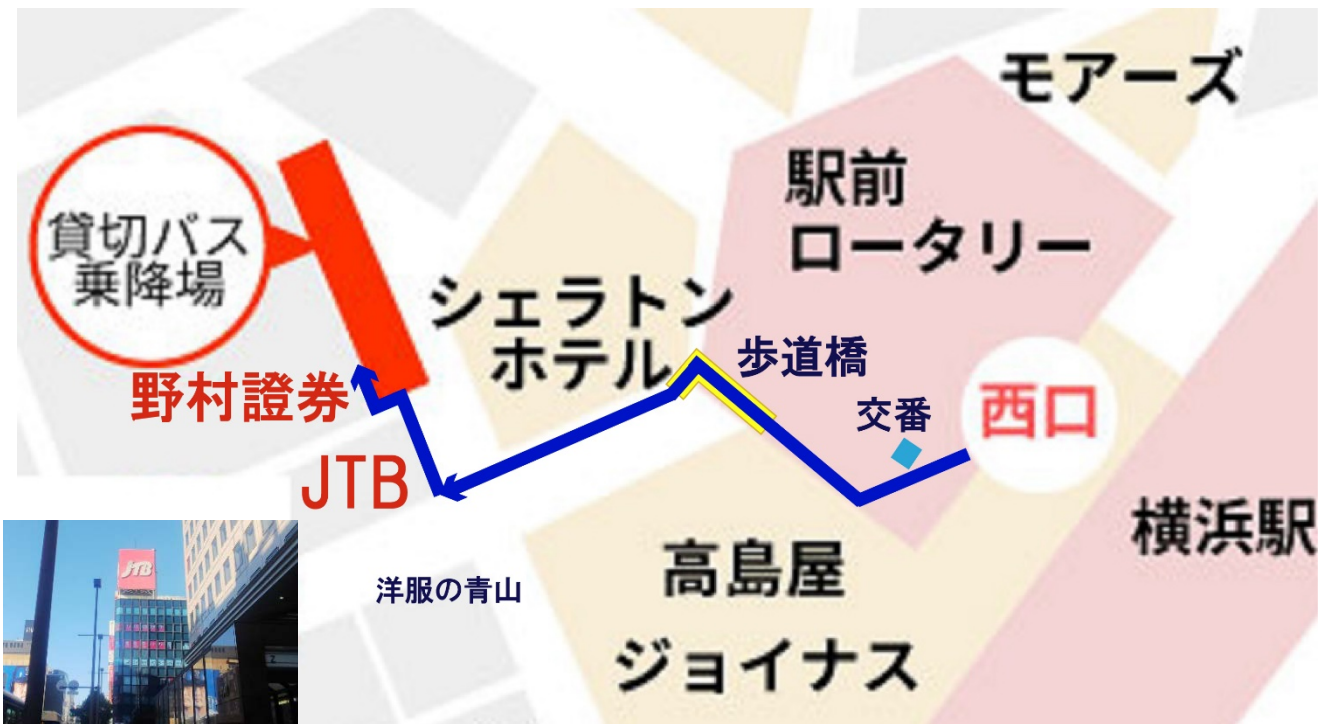 モアーズ
駅前
ロータリー
貸切バス
乗降場
シェラトン
ホテル
歩道橋
野村證券
交番
西口
JTB
横浜駅
高島屋
洋服の青山
ジョイナス
JTB